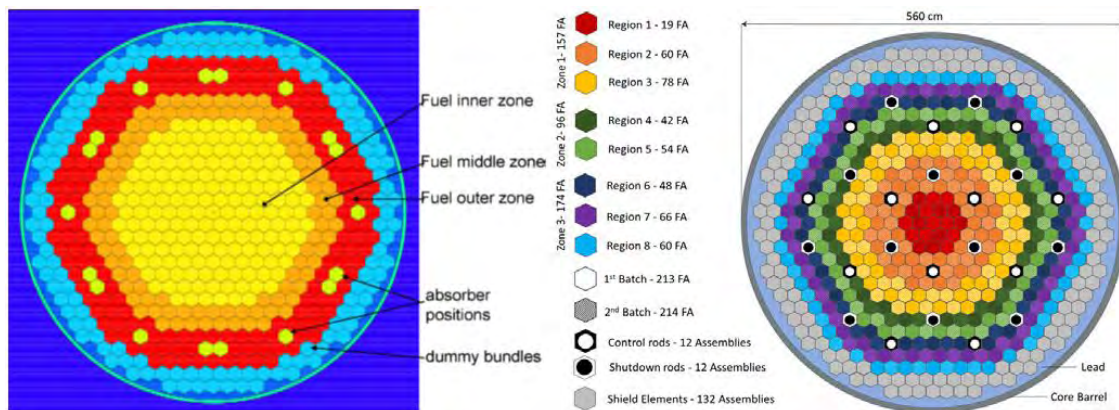 Fuel inner zone
Fuel middle zone
Fuel outer zone
absorber
positions
dummy bundles
Zone 1- 157 FA
Region 1 - 19 FA
Region 2 - 60 FA
Region 3 - 78 FA
Zone 2- 96 FA
Region 4 - 42 FA
Region 5 - 54 FA
Zone 3- 174 FA
Region 6 - 48 FA
Region 7 - 66 FA
Region 8 - 60 FA
1st Batch - 213 FA
2nd Batch - 214 FA
Control rods - 12 Assemblies
Shutdown rods - 12 Assemblies
Shield Elements - 132 Assemblies
560 cm
Lead
Core Barrel